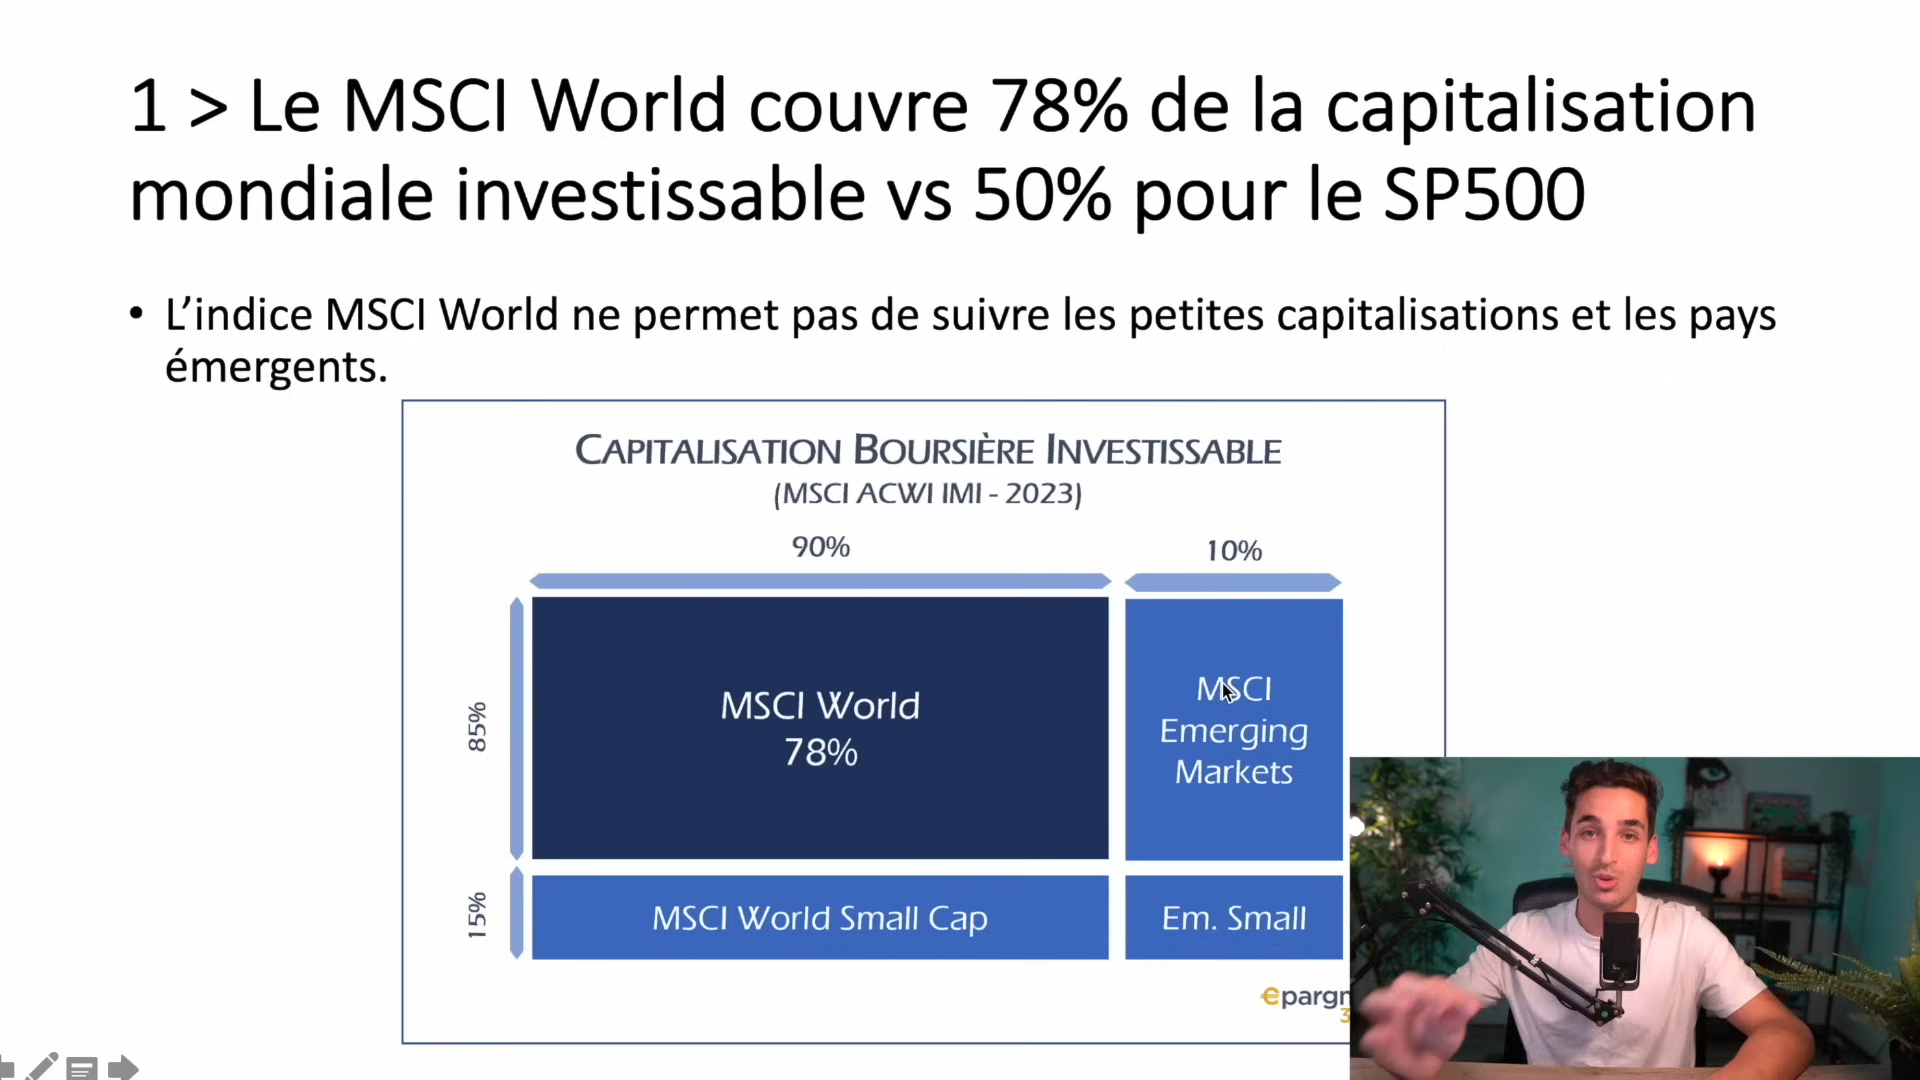 1 > Le MSCI World couvre 78% de la capitalisation
mondiale investissable vs 50% pour le SP500
• L’indice MSCI World ne permet pas de suivre les petites capitalisations et les pays
émergents.
CAPITALISATION BOURSIÈRE INVESTISSABLE
(MSCI ACWI IMI - 2023)
90%
10%
85%
MSCI World
78%
MSCI
Emerging
Markets
15%
MSCI World Small Cap
Em. Small
epargn
3